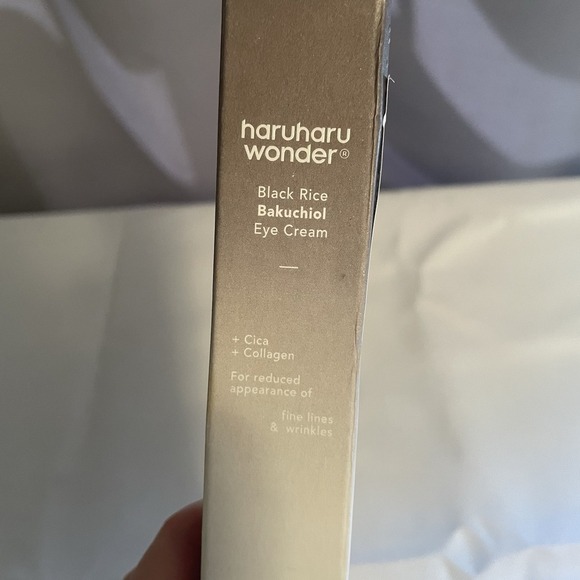 haruharu
wonder®
Black Rice
Bakuchiol
Eye Cream
+ Cica
+ Collagen
For reduced
appearance of
fine lines
& wrinkles